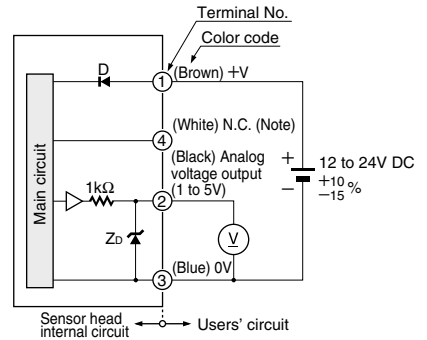 Terminal No.
Color code
D
1
(Brown) +V
4
(White) N.C. (Note)
(Black) Analog
voltage output
(1 to 5V)
Main circuit
1kΩ
2
ZD
V
+
−
12 to 24V DC
+10
−15 %
3
(Blue) 0V
Sensor head
internal circuit
Users' circuit